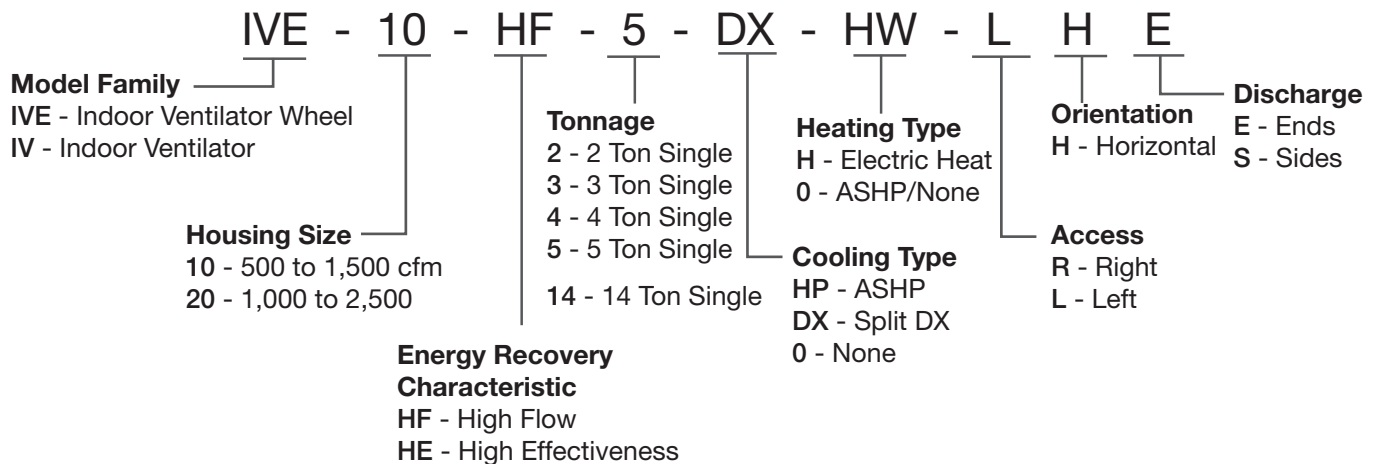 IVE - 10 - HF - 5 - DX - HW - L H E
Model Family
IVE - Indoor Ventilator Wheel
IV - Indoor Ventilator
Housing Size
10 - 500 to 1,500 cfm
20 - 1,000 to 2,500
Energy Recovery
Characteristic
HF - High Flow
HE - High Effectiveness
Tonnage
2 - 2 Ton Single
3 - 3 Ton Single
4 - 4 Ton Single
5 - 5 Ton Single
14 - 14 Ton Single
Cooling Type
HP - ASHP
DX - Split DX
0 - None
Heating Type
H - Electric Heat
0 - ASHP/None
Access
R - Right
L - Left
Orientation
H - Horizontal
Discharge
E - Ends
S - Sides